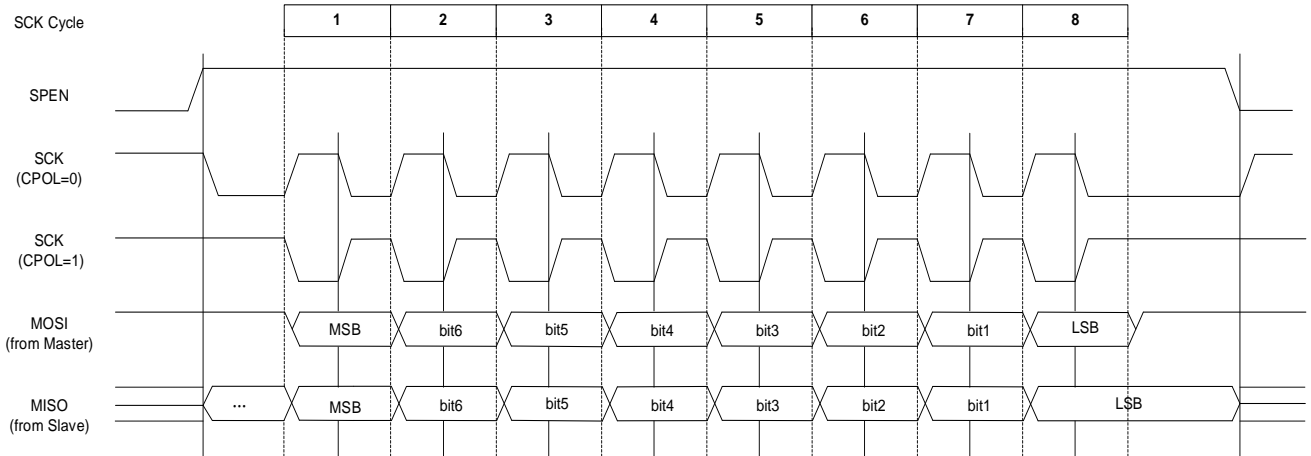 SCK Cycle 1 2 3 4 5 6 7 8
SPEN
SCK
(CPOL=0)
SCK
(CPOL=1)
MOSI
(from Master)
MSB bit6 bit5 bit4 bit3 bit2 bit1 LSB
MISO
(from Slave)
... MSB bit6 bit5 bit4 bit3 bit2 bit1 LSB